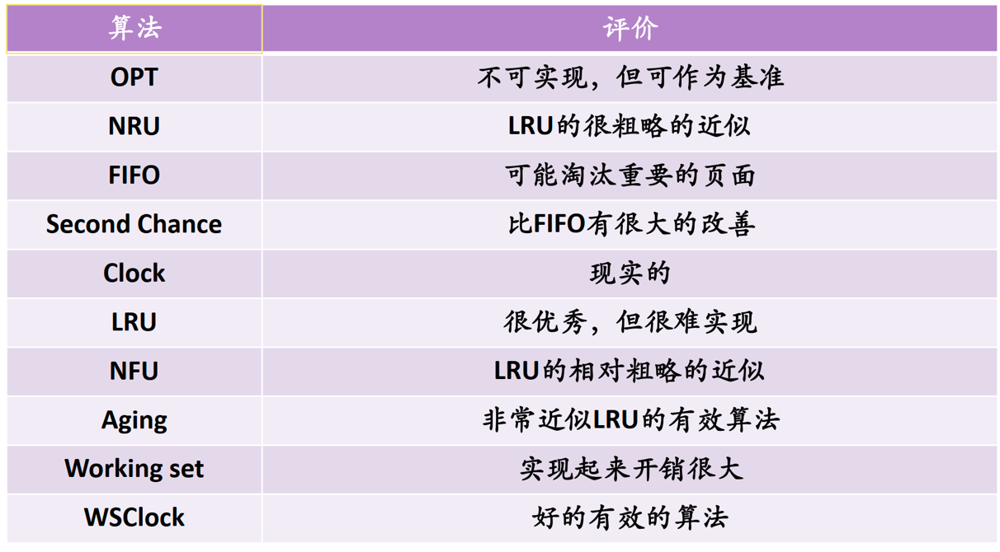 算法 评价
OPT 不可实现，但可作为基准
NRU LRU的很粗略的近似
FIFO 可能淘汰重要的页面
Second Chance 比FIFO有很大的改善
Clock 现实的
LRU 很优秀，但很难实现
NFU LRU的相对粗略的近似
Aging 非常近似LRU的有效算法
Working set 实现起来开销很大
WSClock 好的有效的算法